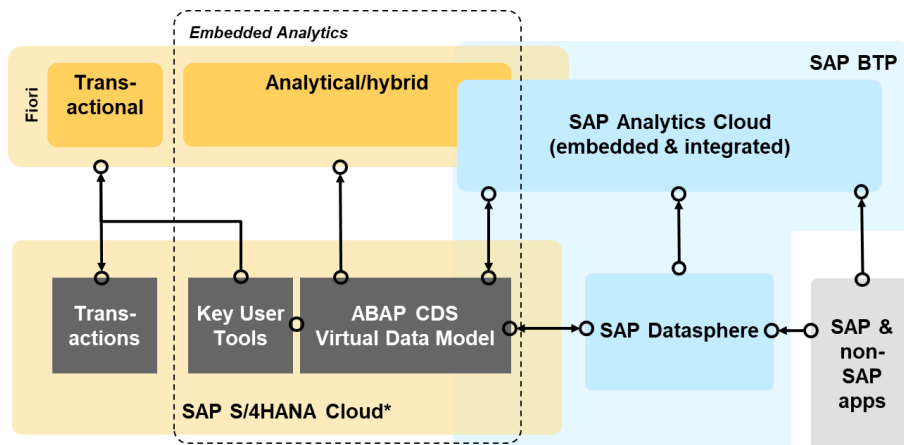 Embedded Analytics
SAP BTP
Fiori
Trans-
actional
Analytical/hybrid
SAP Analytics Cloud
(embedded & integrated)
Trans-
actions
Key User
Tools
ABAP CDS
Virtual Data Model
SAP Datasphere
SAP &
non-
SAP
apps
SAP S/4HANA Cloud*